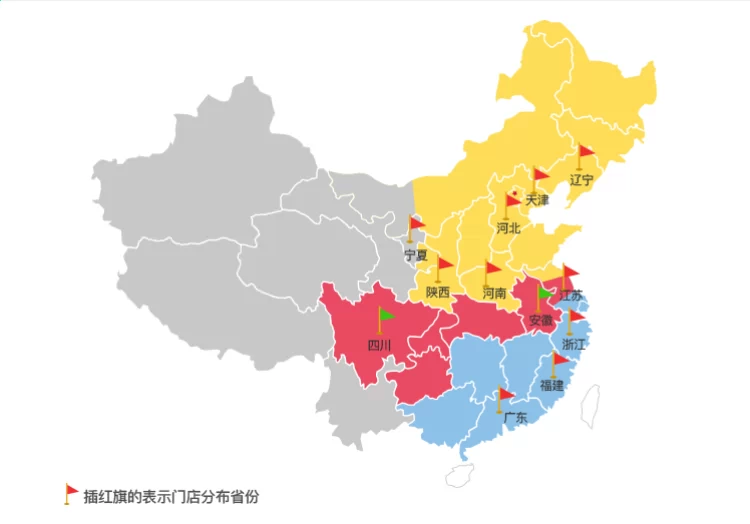 辽宁
天津
河北
宁夏
陕西
河南
江苏
安徽
四川
浙江
福建
广东
插红旗的表示门店分布省份